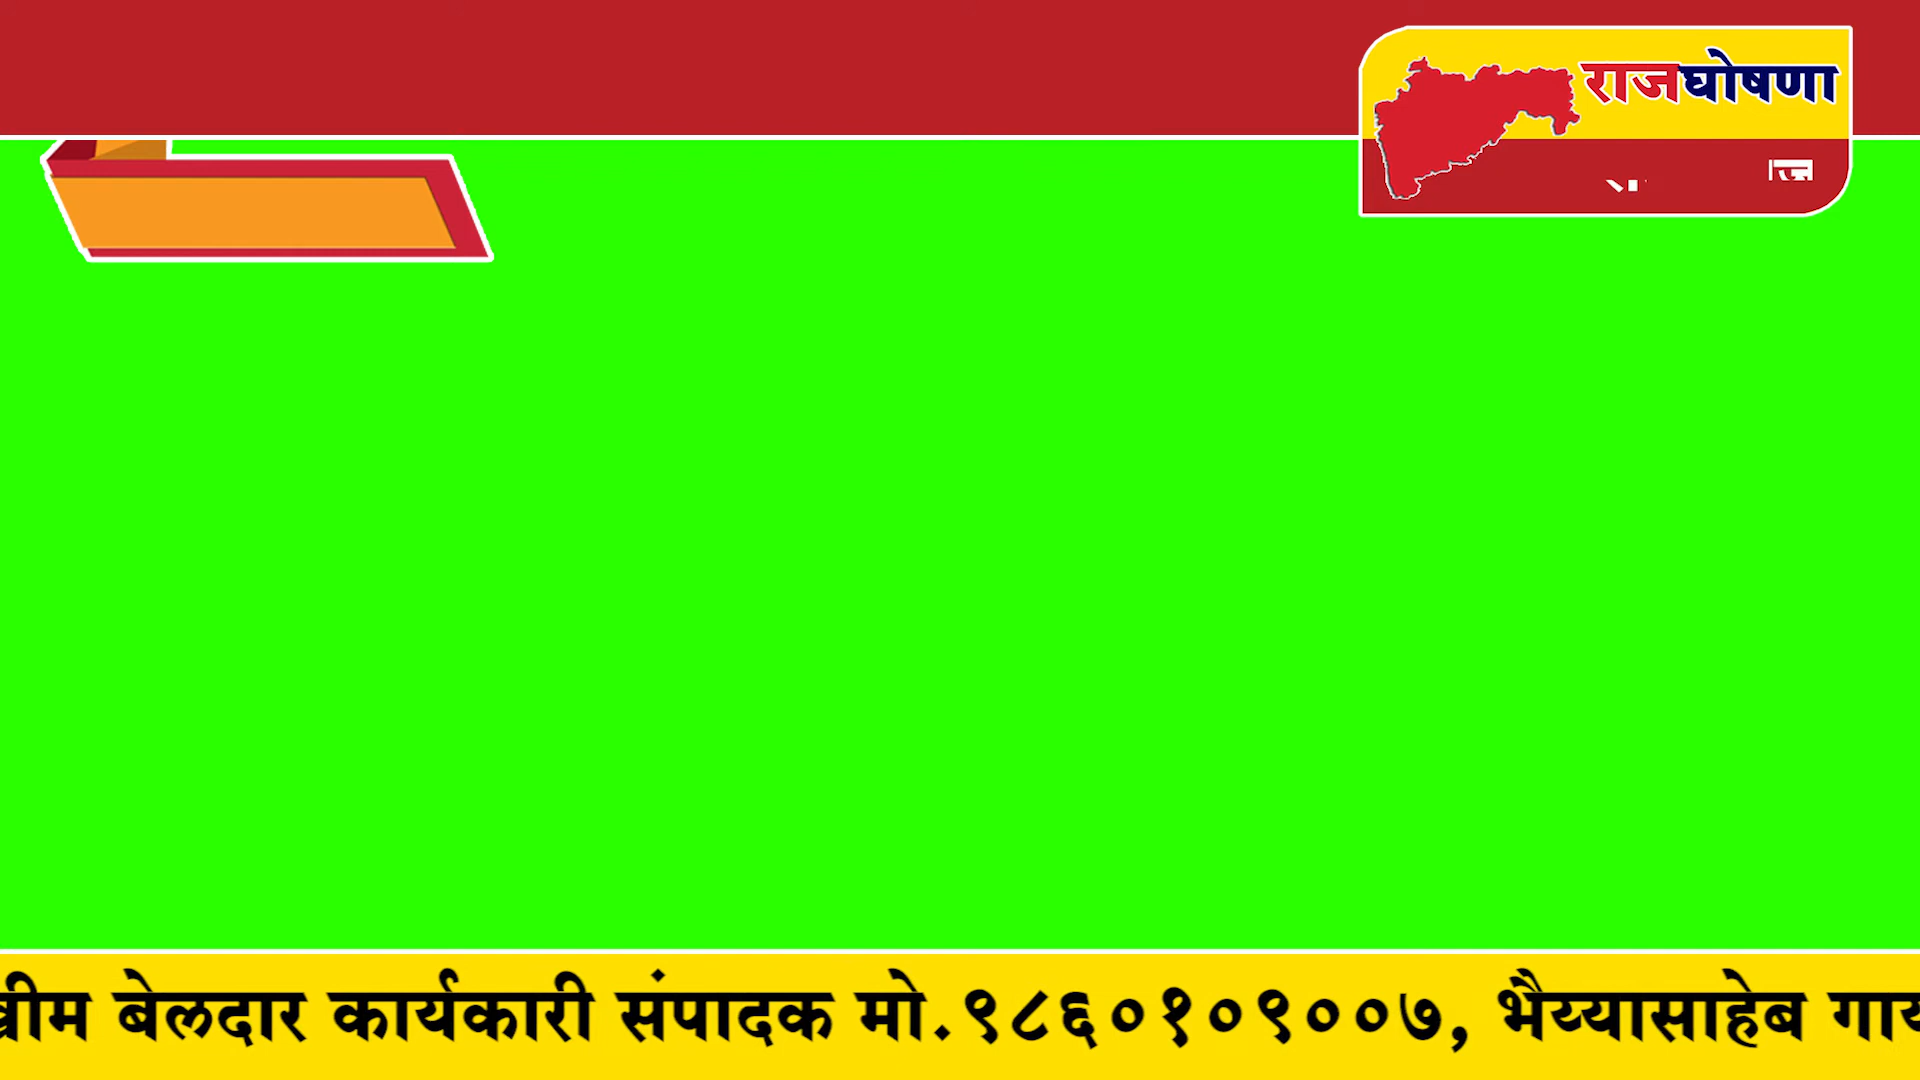 राजघोषणा
बेलदार कार्यकारी संपादक मो.९८६०१०९००७, भैय्यासाहेब